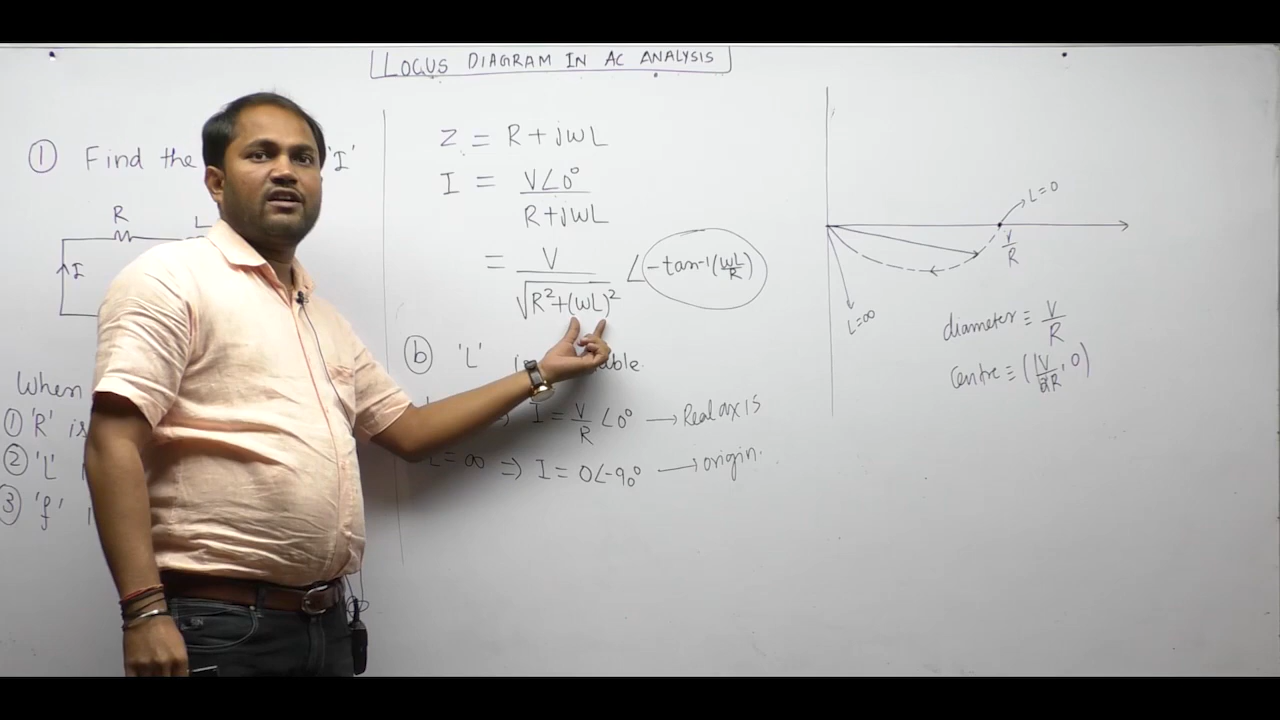 LOCUS DIAGRAM IN AC ANALYSIS
① Find the 'I'
R L
I
When
① 'R' is
② 'L'
③ 'f'
Z = R + jωL
I = V∠0° / R + jωL
= V / √R² + (ωL)² ∠-tan⁻¹(ωL/R)
ⓑ 'L'
⇒ I = V/R ∠0° → Real axis
L = ∞ ⇒ I = 0∠-90° → origin.
L = 0
V/R
L = ∞
diameter ≡ V/R
Centre ≡ (V/2R, 0)